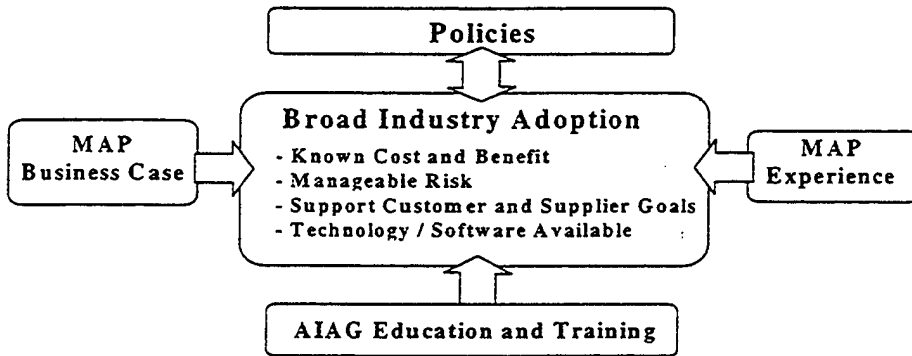 Policies
Broad Industry Adoption
- Known Cost and Benefit
- Manageable Risk
- Support Customer and Supplier Goals
- Technology / Software Available
MAP
Business Case
MAP
Experience
AIAG Education and Training